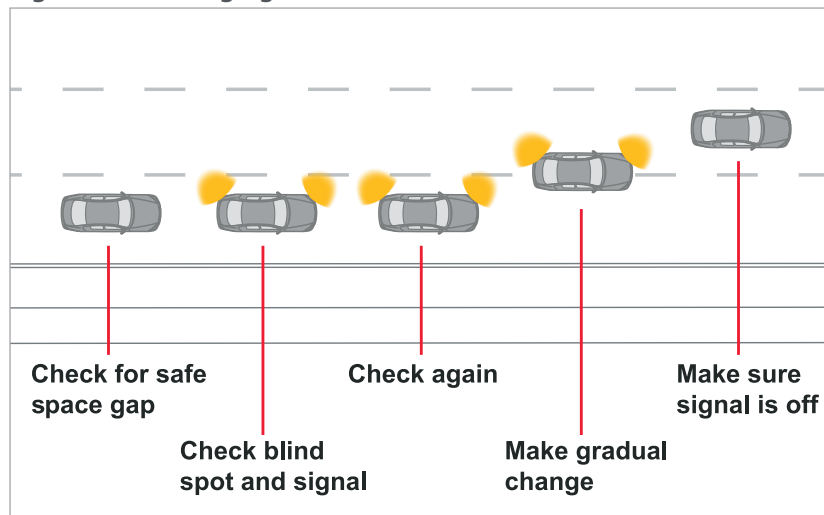 Check for safe
space gap
Check blind
spot and signal
Check again
Make gradual
change
Make sure
signal is off